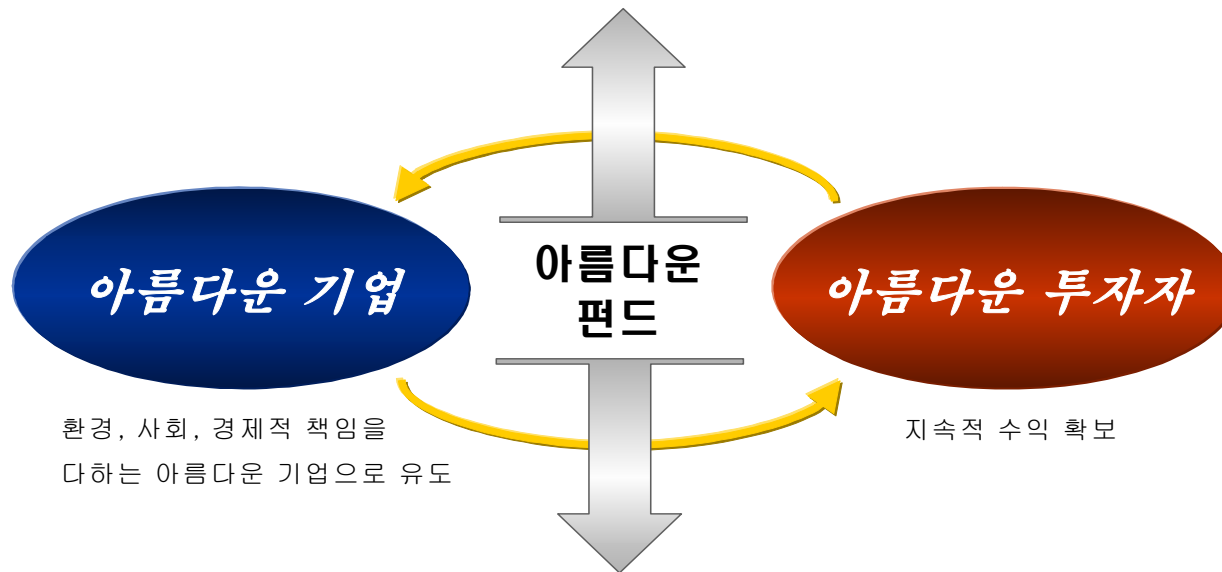 아름다운
펀드
아름다운 기업
아름다운 투자자
환경, 사회, 경제적 책임을
다하는 아름다운 기업으로 유도
지속적 수익 확보